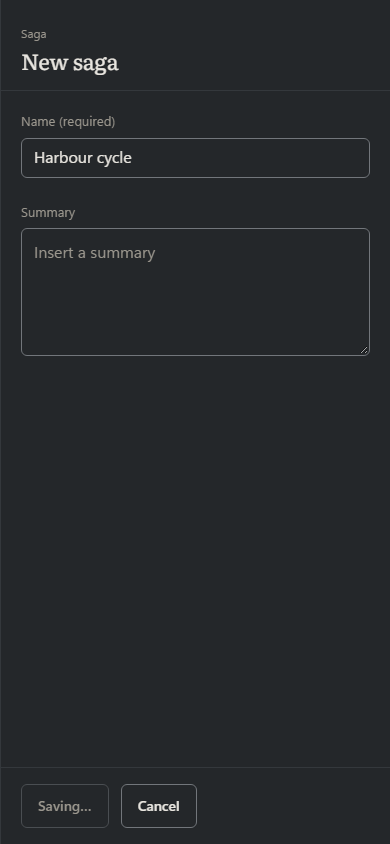 Saga
New saga
Name (required)
Harbour cycle
Summary
Insert a summary
Saving...
Cancel